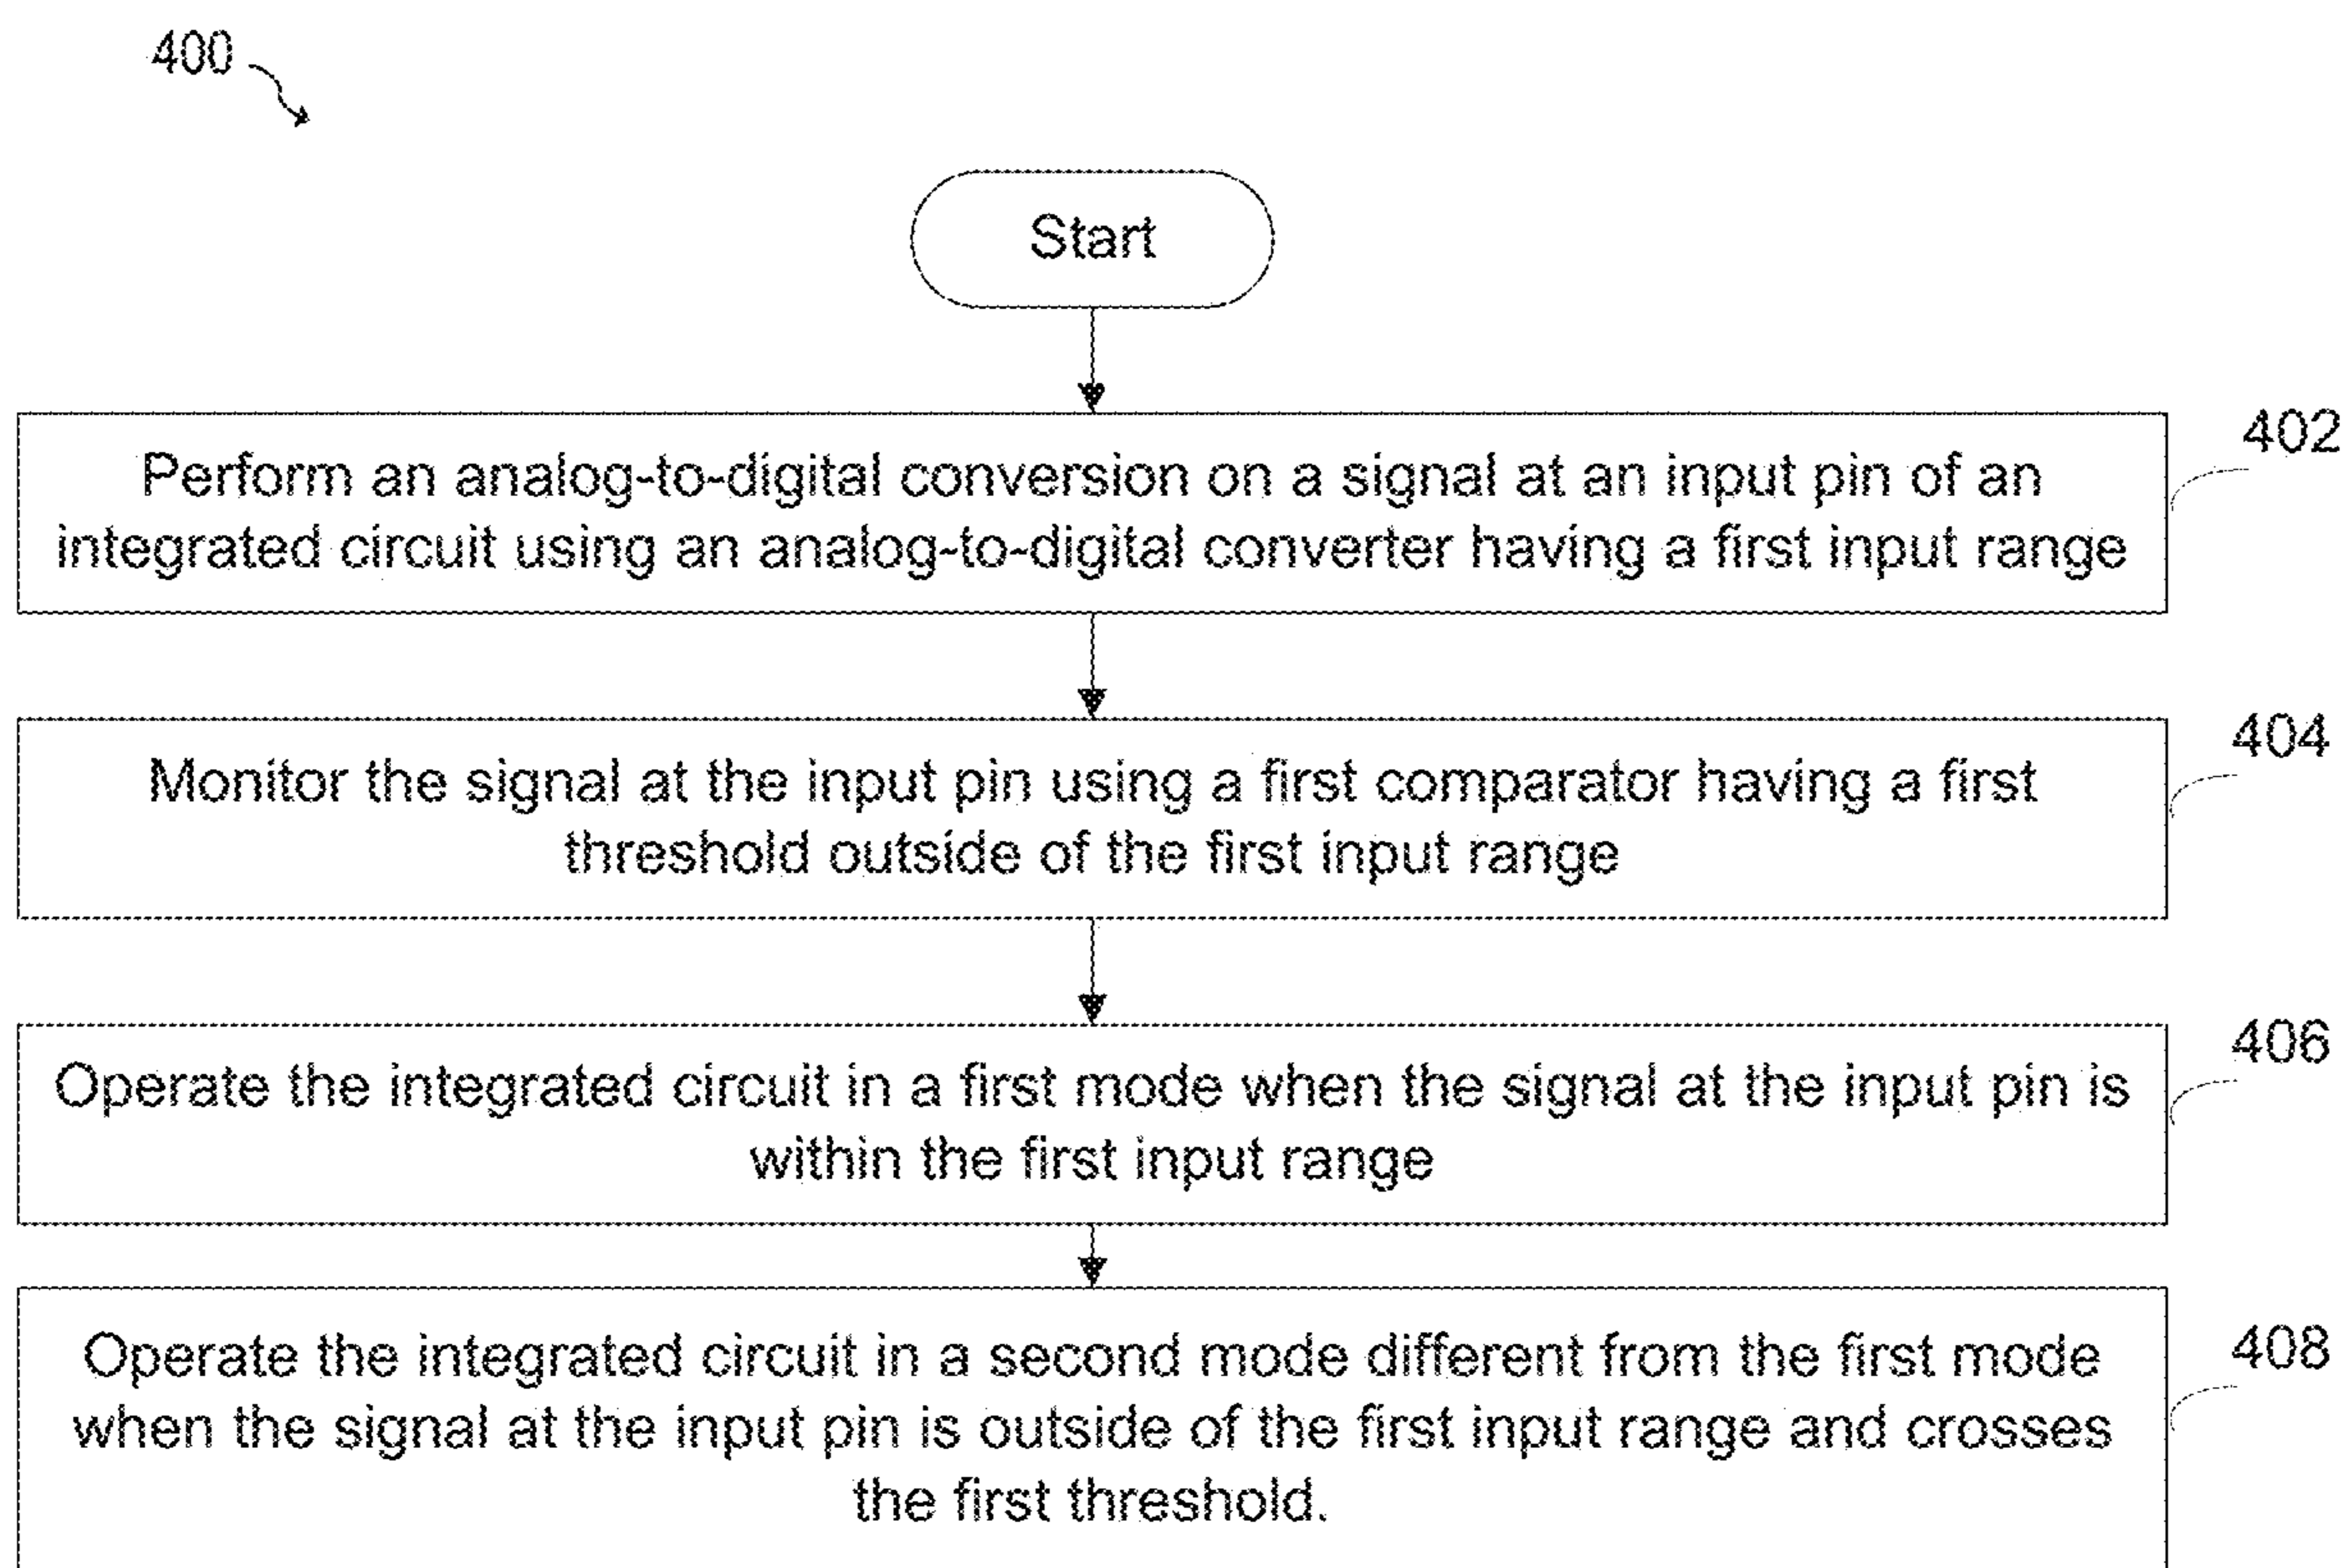 400
Start
402
Perform an analog-to-digital conversion on a signal at an input pin of an
integrated circuit using an analog-to-digital converter having a first input range
404
Monitor the signal at the input pin using a first comparator having a first
threshold outside of the first input range
406
Operate the integrated circuit in a first mode when the signal at the input pin is
within the first input range
408
Operate the integrated circuit in a second mode different from the first mode
when the signal at the input pin is outside of the first input range and crosses
the first threshold.